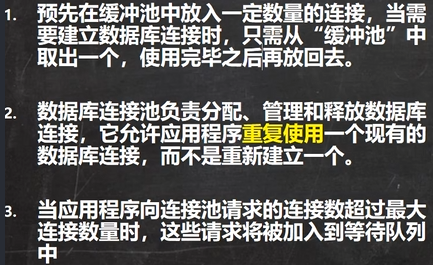 1. 预先在缓冲池中放入一定数量的连接，当需
要建立数据库连接时，只需从“缓冲池”中
取出一个，使用完毕之后再放回去。
2. 数据库连接池负责分配、管理和释放数据库
连接，它允许应用程序重复使用一个现有的
数据库连接，而不是重新建立一个。
3. 当应用程序向连接池请求的连接数超过最大
连接数量时，这些请求将被加入到等待队列
中